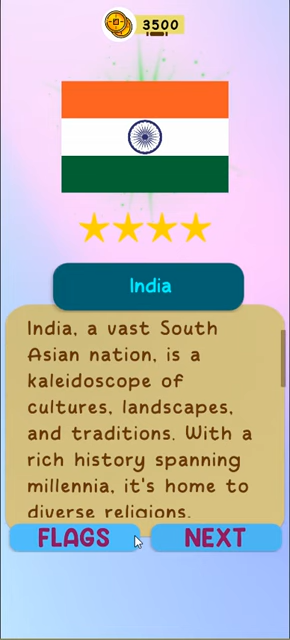 3500
India
India, a vast South
Asian nation, is a
kaleidoscope of
cultures, landscapes,
and traditions. With a
rich history spanning
millennia, it's home to
diverse religions,
FLAGS
NEXT